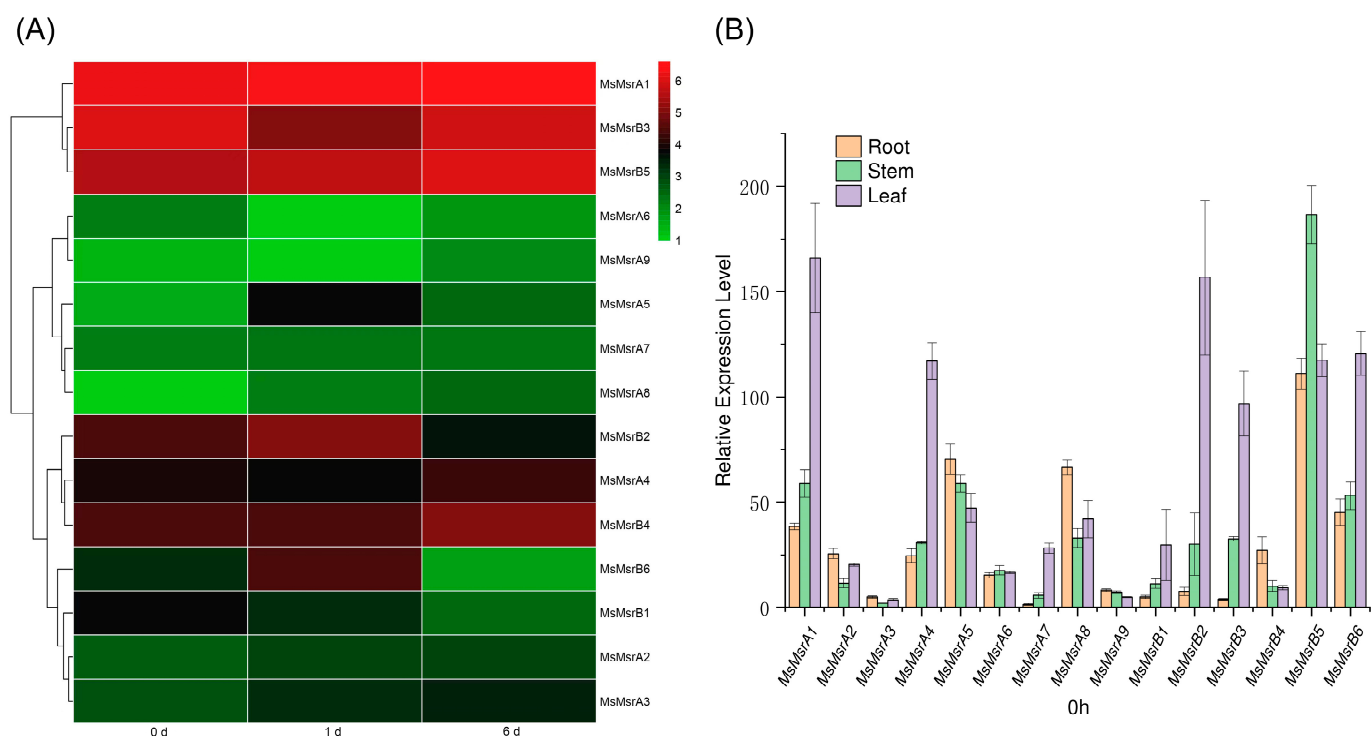 (A)
MsMsrA1
MsMsrB3
MsMsrB5
MsMsrA6
MsMsrA9
MsMsrA5
MsMsrA7
MsMsrA8
MsMsrB2
MsMsrA4
MsMsrB4
MsMsrB6
MsMsrB1
MsMsrA2
MsMsrA3
6
5
4
3
2
1
0 d
1 d
6 d
(B)
Root
Stem
Leaf
Relative Expression Level
200
150
100
50
0
MsMsrA1
MsMsrA2
MsMsrA3
MsMsrA4
MsMsrA5
MsMsrA6
MsMsrA7
MsMsrA8
MsMsrA9
MsMsrB1
MsMsrB2
MsMsrB3
MsMsrB4
MsMsrB5
MsMsrB6
0h